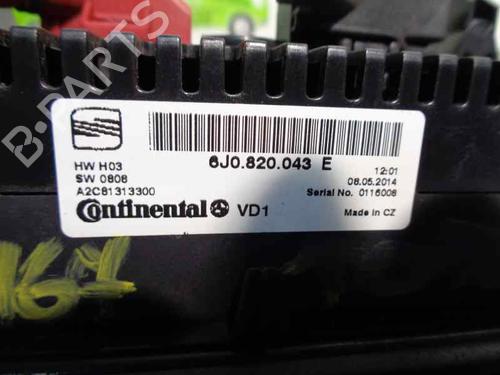 B-PARTS
6J0.820.043 E
HW H03
SW 0808
A2C81313300
12:01
08.05.2014
Serial No. 0116008
Continental VD1
Made in CZ